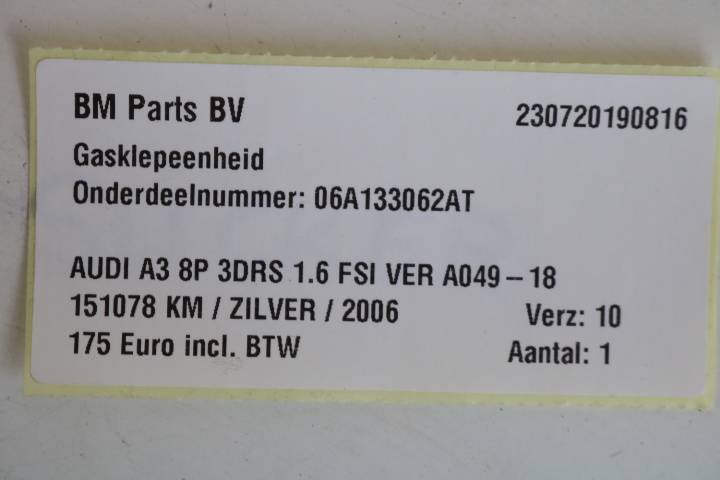 BM Parts BV 230720190816
Gasklepeenheid
Onderdeelnummer: 06A133062AT
AUDI A3 8P 3DRS 1.6 FSI VER A049-18
151078 KM / ZILVER / 2006 Verz: 10
175 Euro incl. BTW Aantal: 1